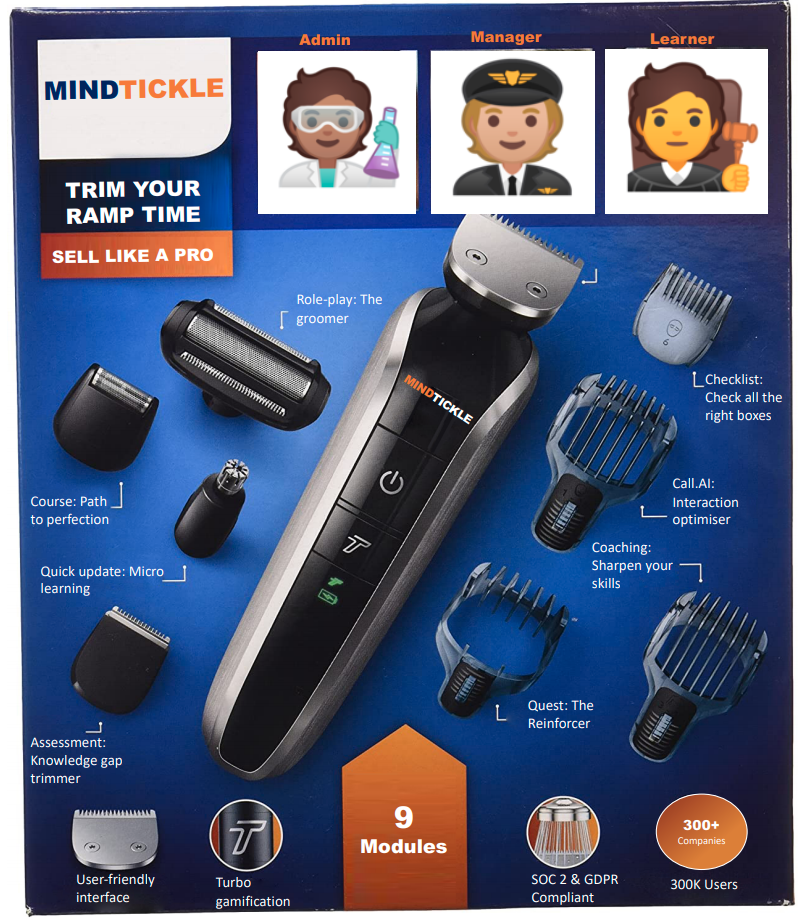 Admin
Manager
Learner
MINDTICKLE
TRIM YOUR
RAMP TIME
SELL LIKE A PRO
Role-play: The
groomer
MINDTICKLE
6
Checklist:
Check all the
right boxes
Course: Path
to perfection
Call.AI:
Interaction
optimiser
Quick update: Micro
learning
Coaching:
Sharpen your
skills
Quest: The
Reinforcer
Assessment:
Knowledge gap
trimmer
9
Modules
User-friendly
interface
T
Turbo
gamification
SOC 2 & GDPR
Compliant
300+
Companies
300K Users